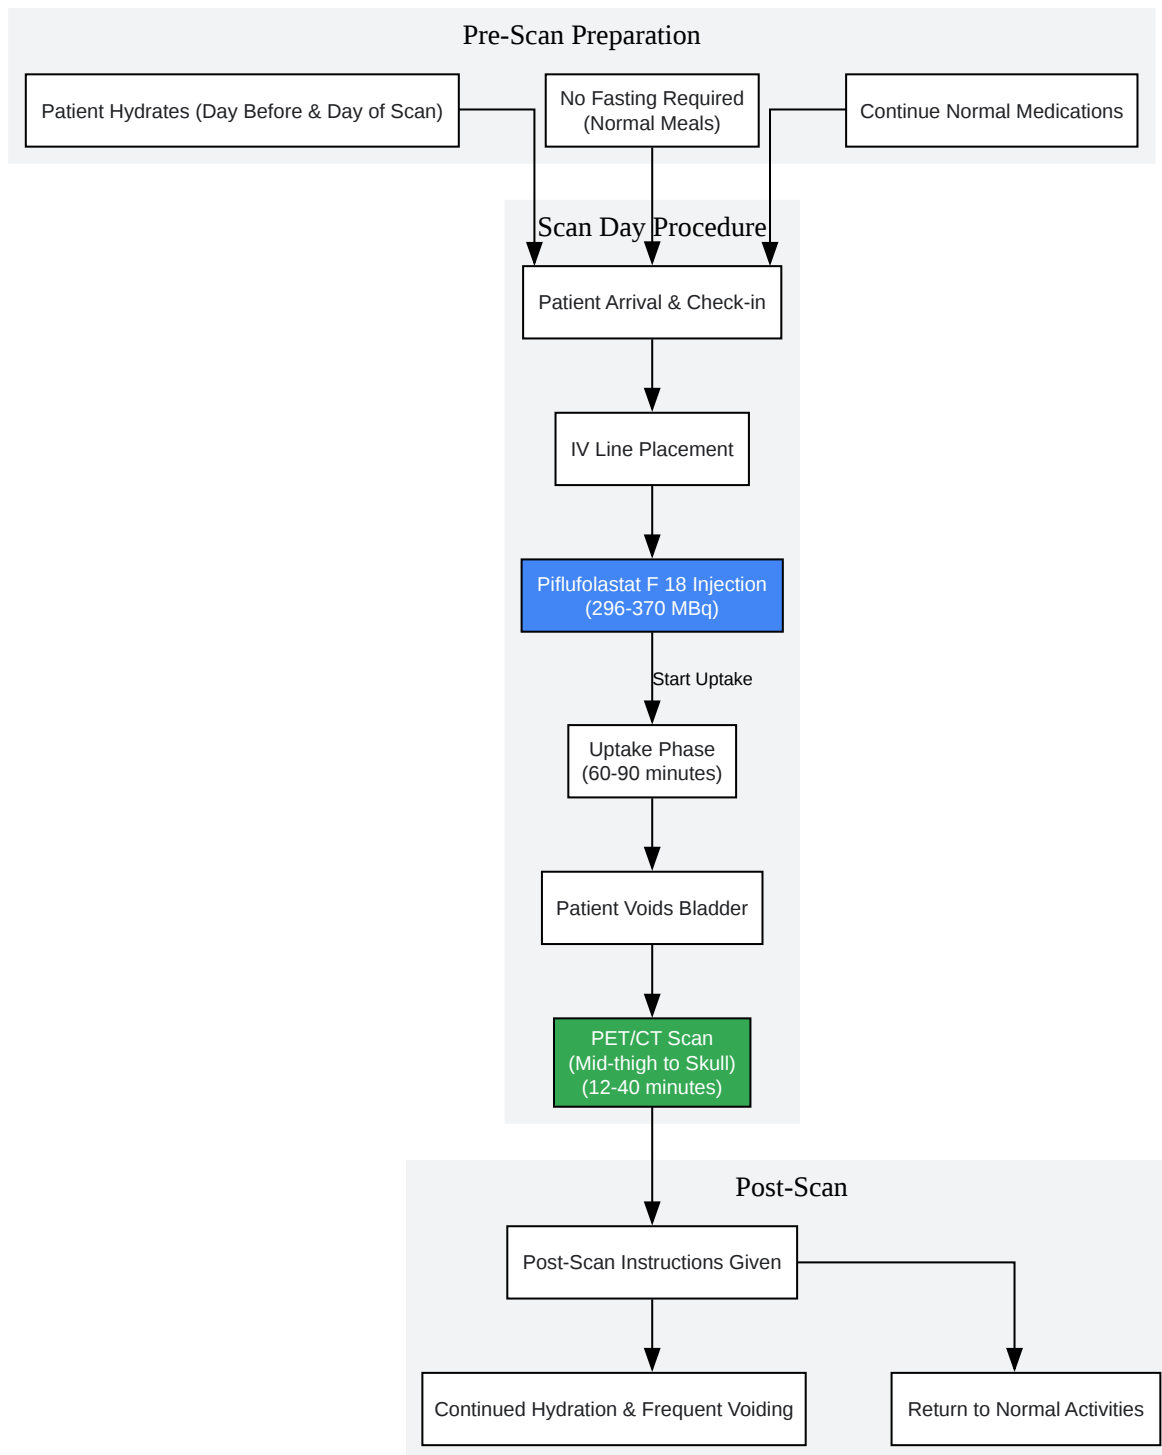 Pre-Scan Preparation
Patient Hydrates (Day Before & Day of Scan)
No Fasting Required
(Normal Meals)
Continue Normal Medications
Scan Day Procedure
Patient Arrival & Check-in
IV Line Placement
Piflufolastat F 18 Injection
(296-370 MBq)
Start Uptake
Uptake Phase
(60-90 minutes)
Patient Voids Bladder
PET/CT Scan
(Mid-thigh to Skull)
(12-40 minutes)
Post-Scan
Post-Scan Instructions Given
Continued Hydration & Frequent Voiding
Return to Normal Activities